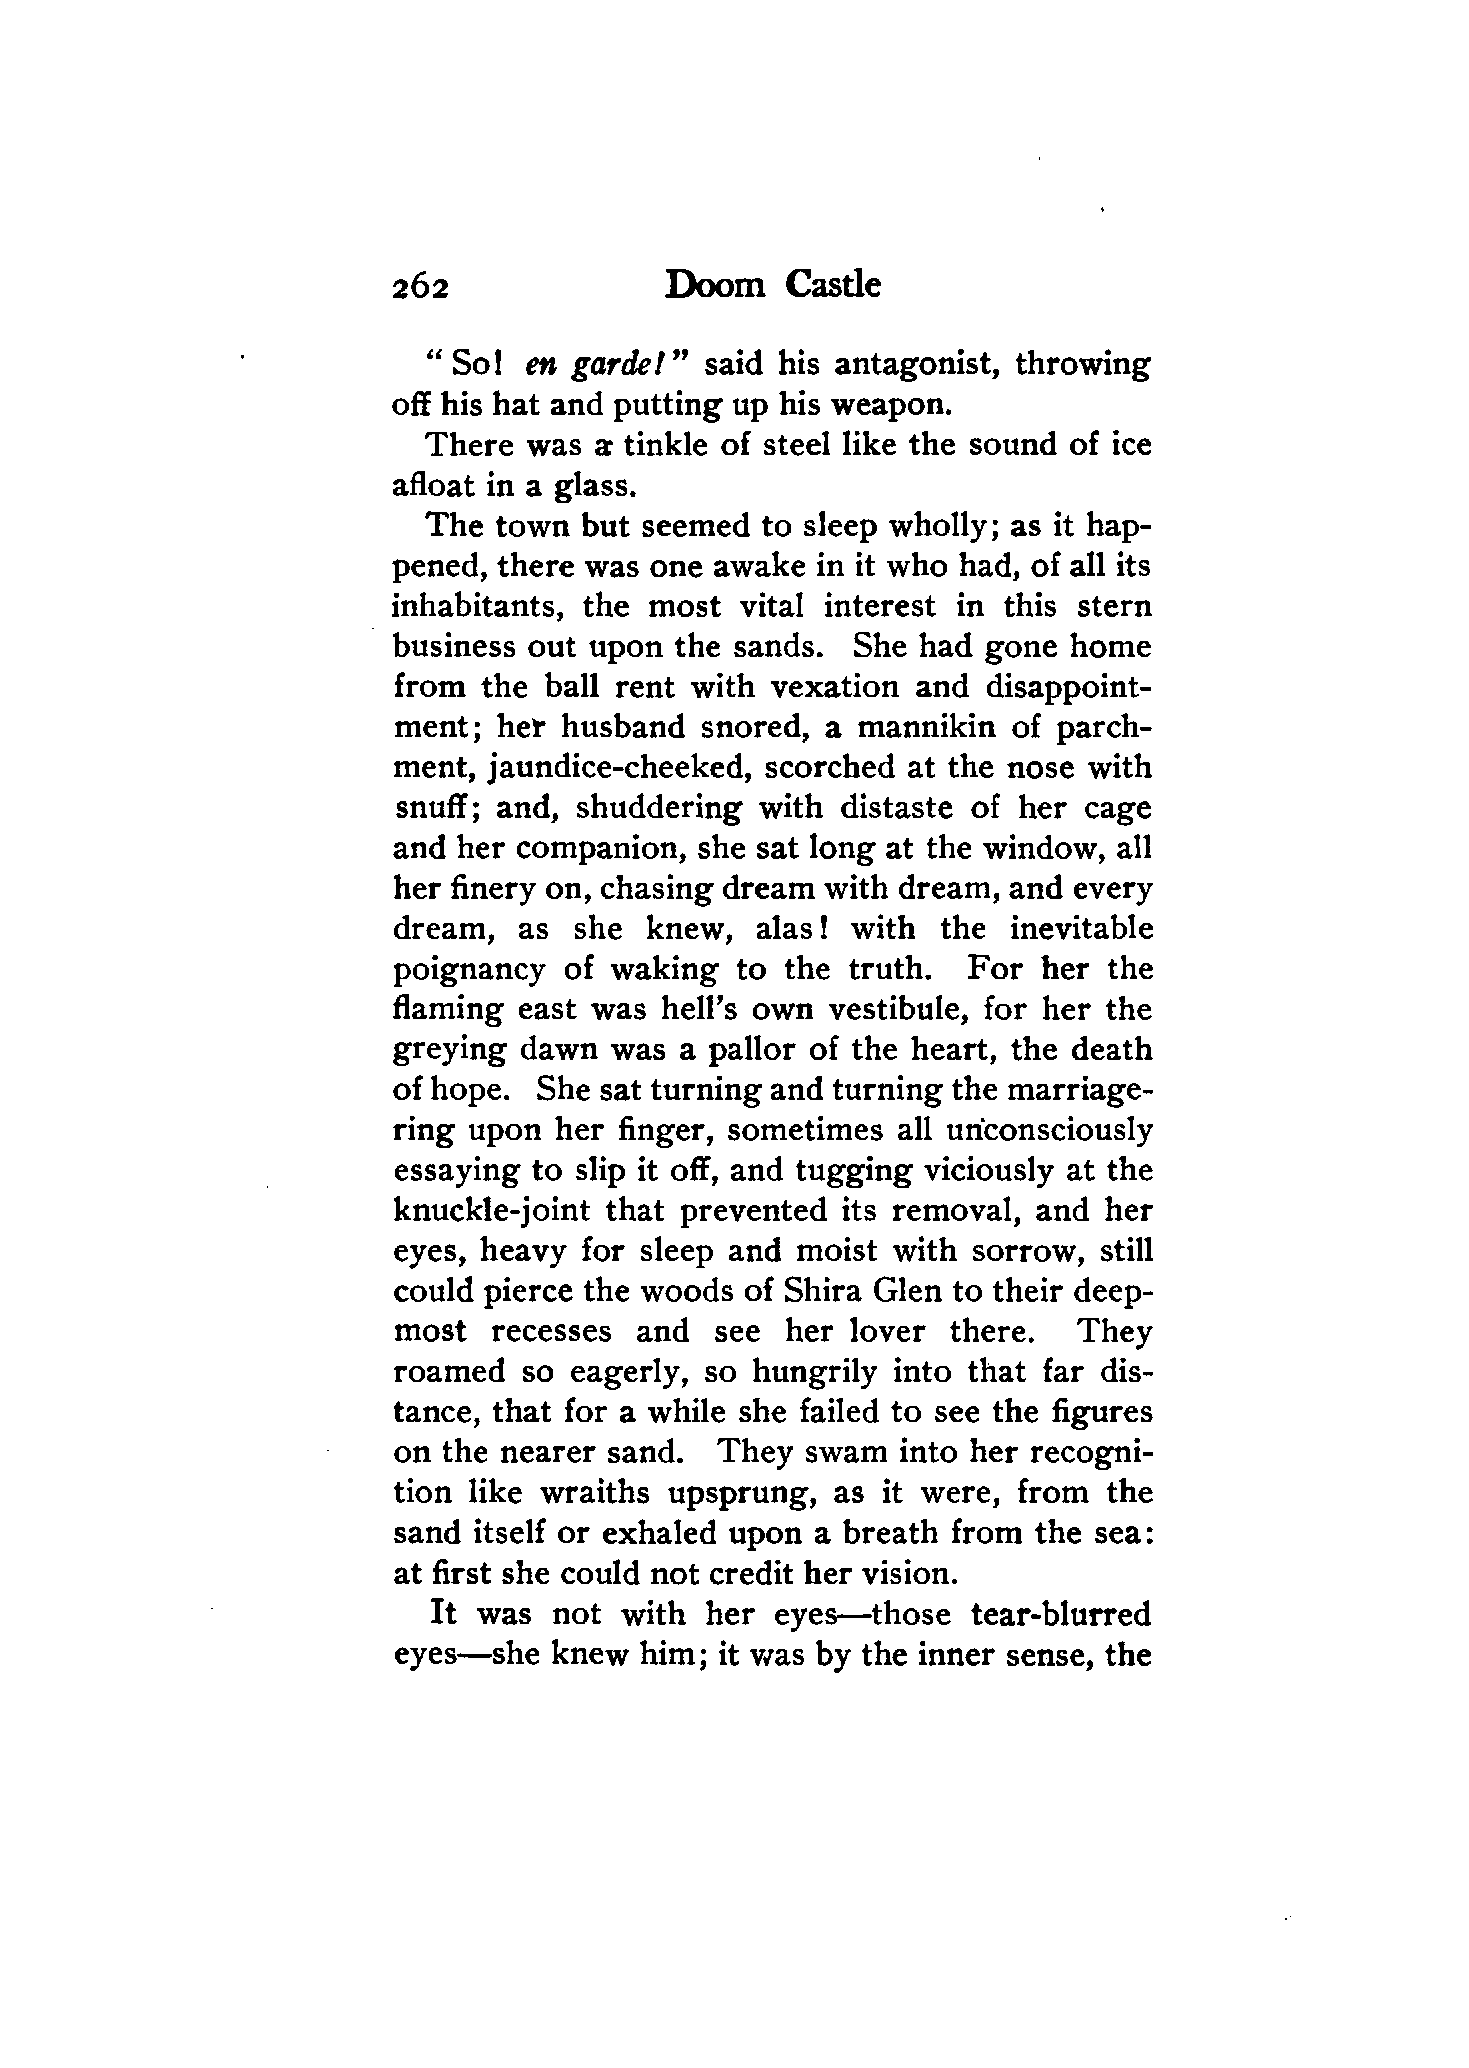 262 Doom Castle
“ So! en garde!” said his antagonist, throwing
off his hat and putting up his weapon.
There was a tinkle of steel like the sound of ice
afloat in a glass.
The town but seemed to sleep wholly; as it hap-
pened, there was one awake in it who had, of all its
inhabitants, the most vital interest in this stern
business out upon the sands. She had gone home
from the ball rent with vexation and disappoint-
ment; her husband snored, a mannikin of parch-
ment, jaundice-cheeked, scorched at the nose with
snuff; and, shuddering with distaste of her cage
and her companion, she sat long at the window, all
her finery on, chasing dream with dream, and every
dream, as she knew, alas! with the inevitable
poignancy of waking to the truth. For her the
flaming east was hell’s own vestibule, for her the
greying dawn was a pallor of the heart, the death
of hope. She sat turning and turning the marriage-
ring upon her finger, sometimes all unconsciously
essaying to slip it off, and tugging viciously at the
knuckle-joint that prevented its removal, and her
eyes, heavy for sleep and moist with sorrow, still
could pierce the woods of Shira Glen to their deep-
most recesses and see her lover there. They
roamed so eagerly, so hungrily into that far dis-
tance, that for a while she failed to see the figures
on the nearer sand. They swam into her recogni-
tion like wraiths upsprung, as it were, from the
sand itself or exhaled upon a breath from the sea:
at first she could not credit her vision.
It was not with her eyes—those tear-blurred
eyes—she knew him; it was by the inner sense, the